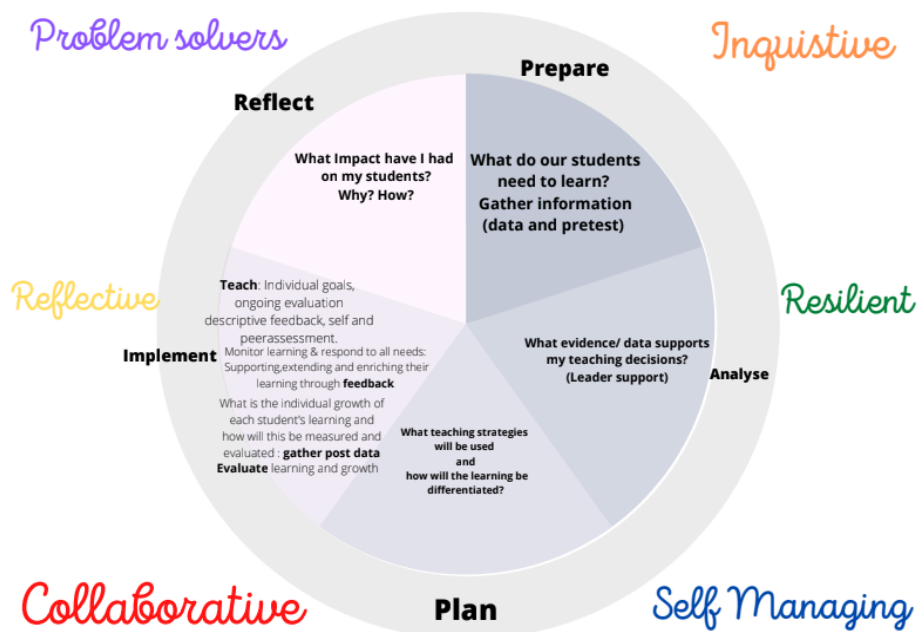 Problem solvers
Inquistive
Prepare
Reflect
What Impact have I had
on my students?
Why? How?
What do our students
need to learn?
Gather information
(data and pretest)
Reflective
Resilient
Teach: Individual goals,
ongoing evaluation
descriptive feedback, self and
peerassessment.
Implement
Monitor learning & respond to all needs:
Supporting,extending and enriching their
learning through feedback
What is the individual growth of
each student's learning and
how will this be measured and
evaluated : gather post data
Evaluate learning and growth
What evidence/ data supports
my teaching decisions?
(Leader support)
Analyse
What teaching strategies
will be used
and
how will the learning be
differentiated?
Collaborative
Plan
Self Managing